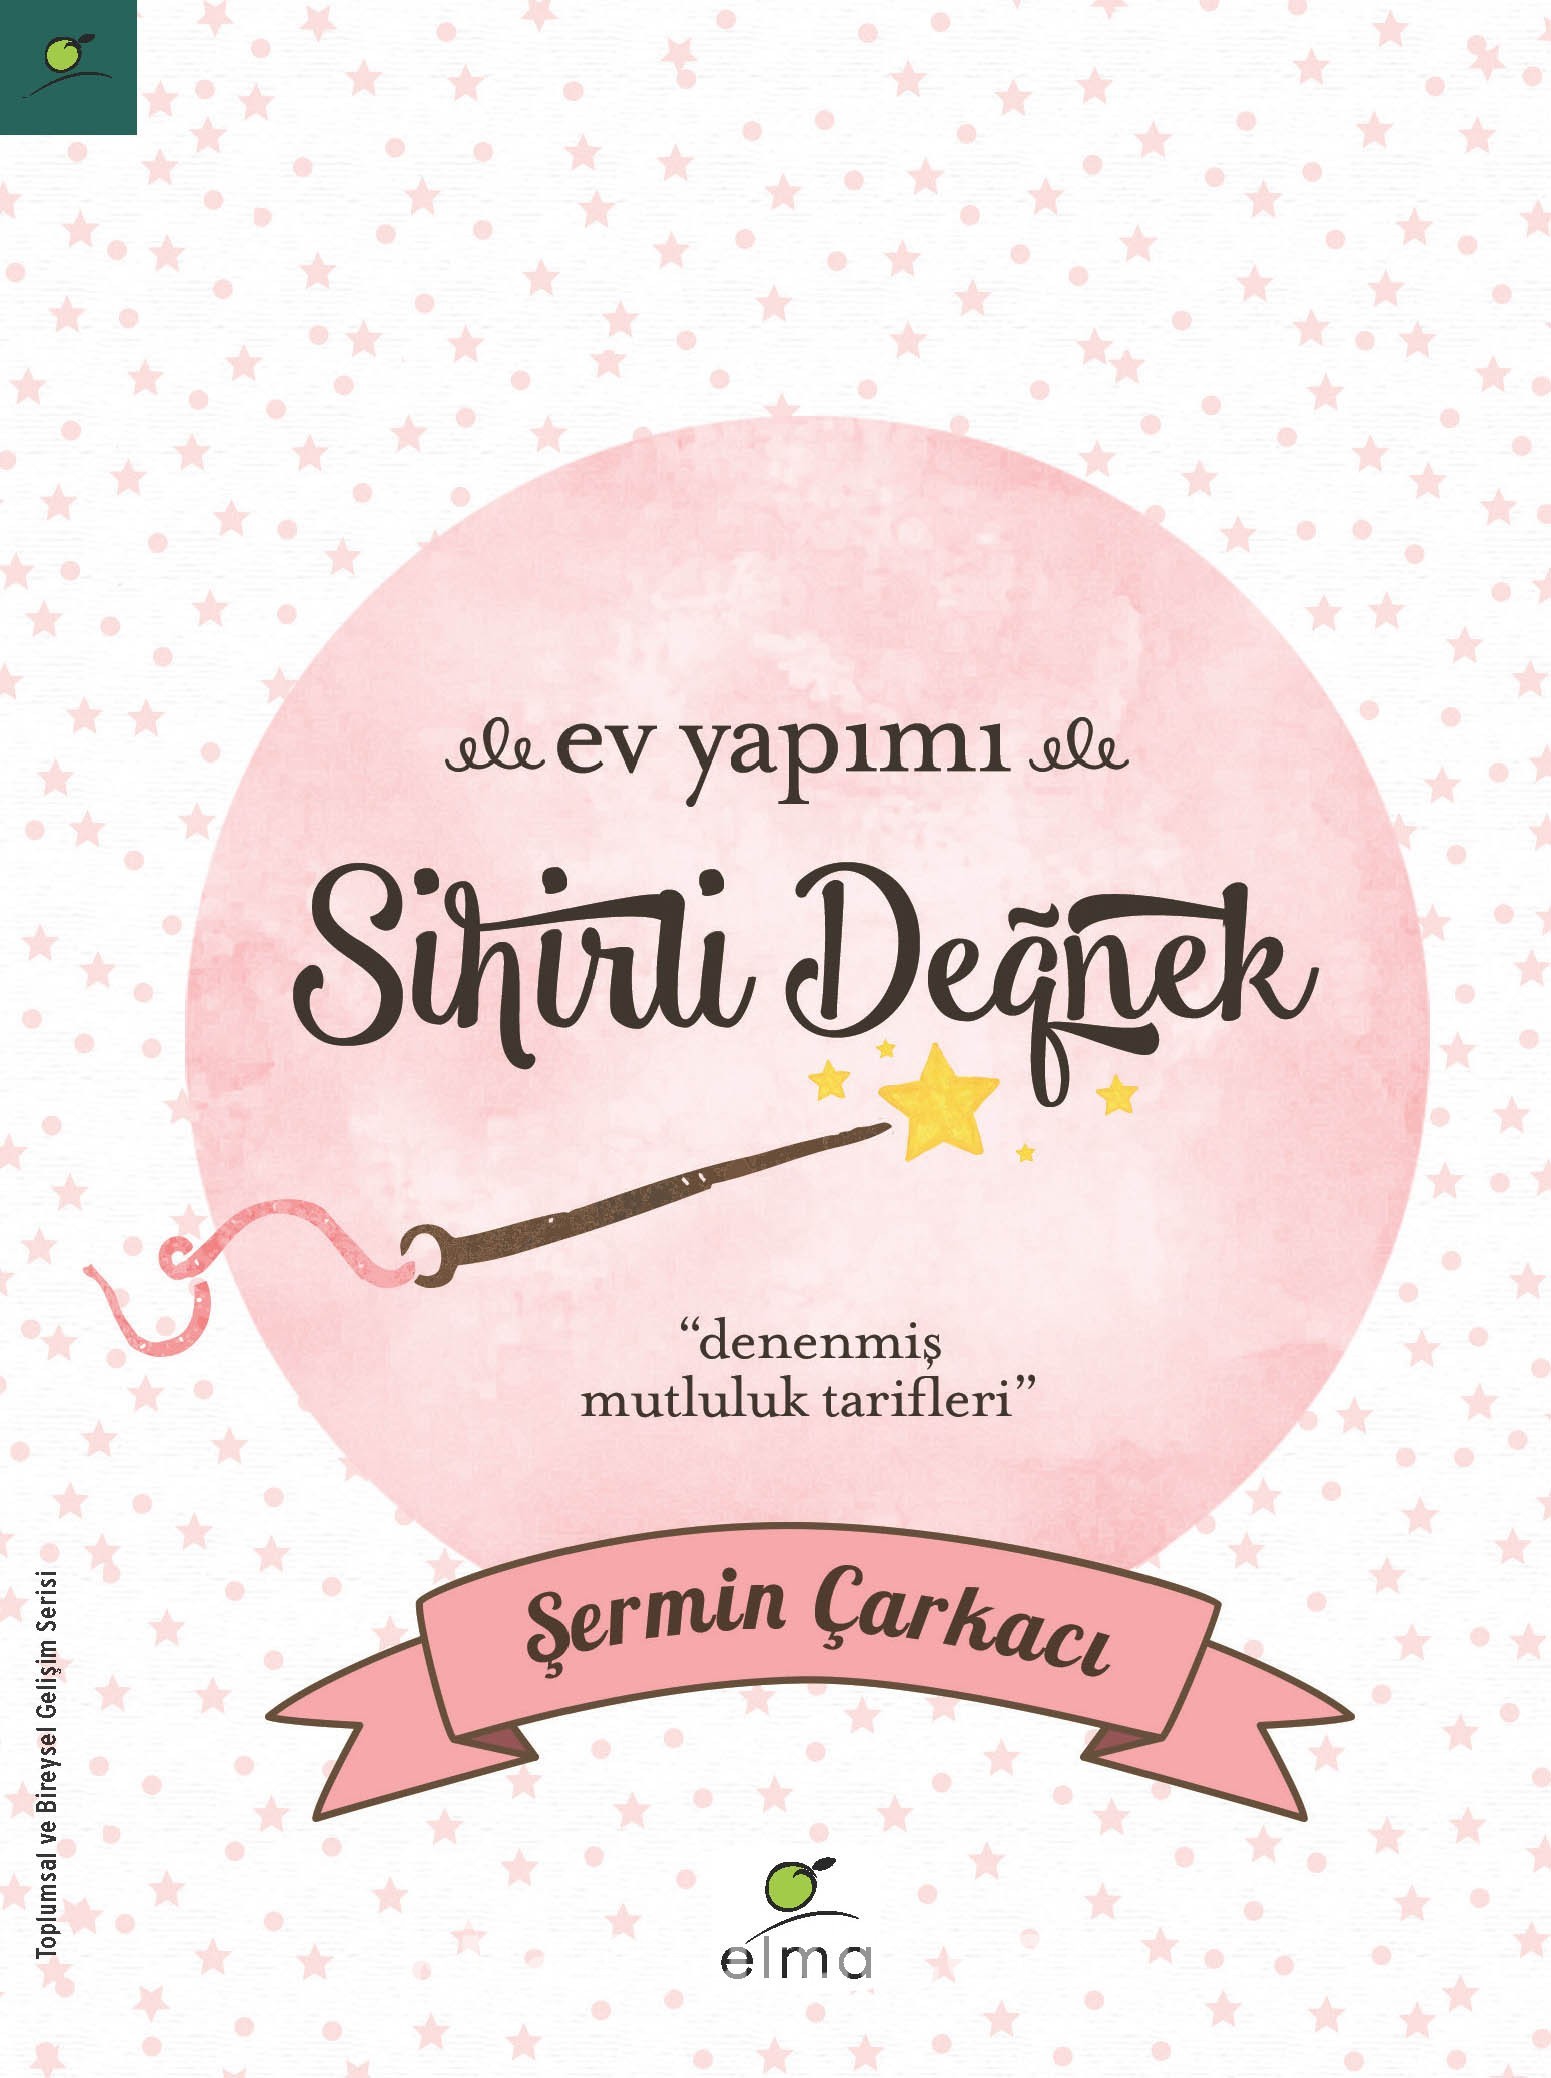 ev yapımı
Sihirli Değnek
“denenmiş
mutluluk tarifleri”
Şermin Çarkacı
Toplumsal ve Bireysel Gelişim Serisi
elma